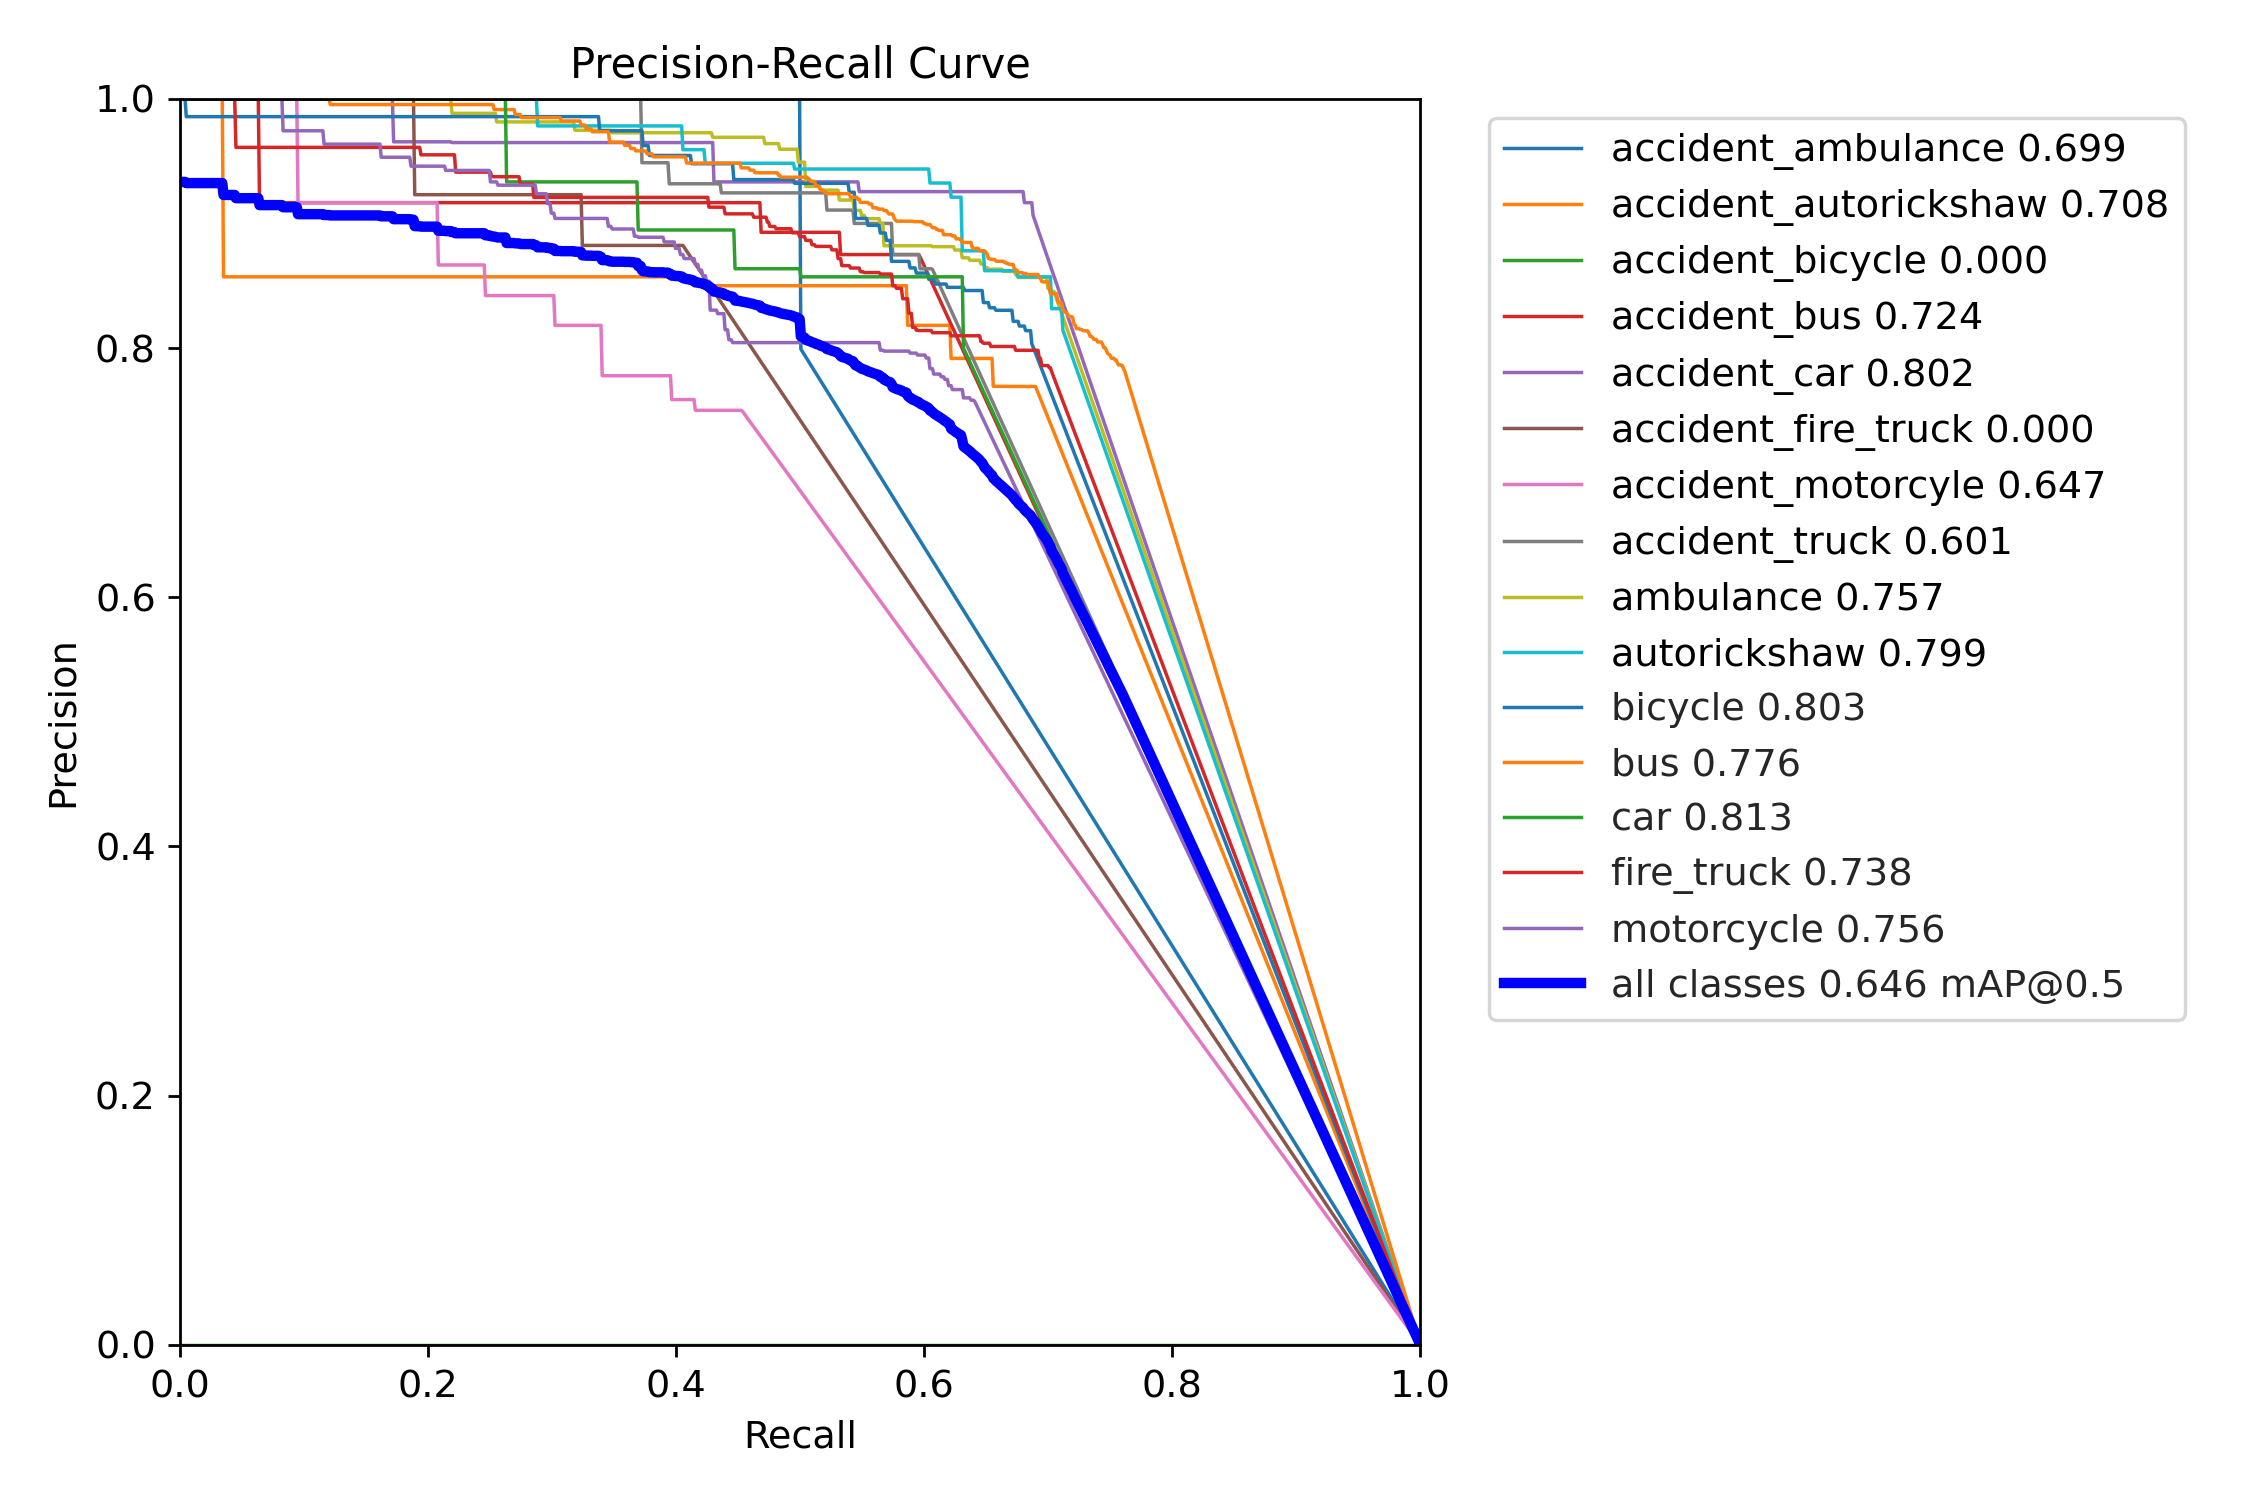 Precision-Recall Curve
1.0
0.8
0.6
0.4
0.2
0.0
Precision
0.0 0.2 0.4 0.6 0.8 1.0
Recall
accident_ambulance 0.699
accident_autorickshaw 0.708
accident_bicycle 0.000
accident_bus 0.724
accident_car 0.802
accident_fire_truck 0.000
accident_motorcyle 0.647
accident_truck 0.601
ambulance 0.757
autorickshaw 0.799
bicycle 0.803
bus 0.776
car 0.813
fire_truck 0.738
motorcycle 0.756
all classes 0.646 mAP@0.5